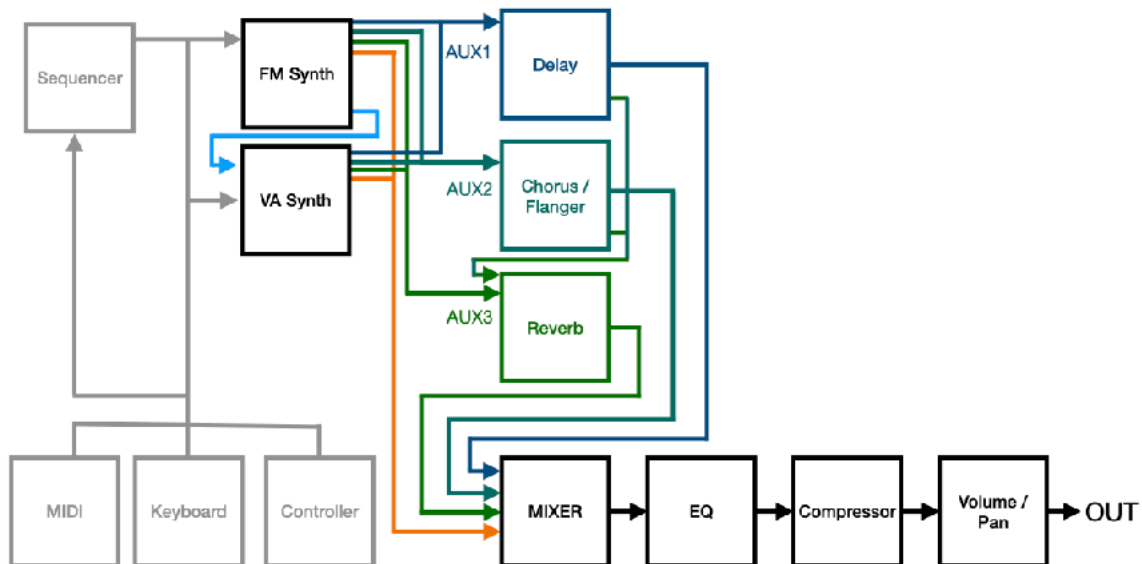 Sequencer
FM Synth
AUX1
Delay
VA Synth
AUX2
Chorus /
Flanger
AUX3
Reverb
MIDI
Keyboard
Controller
MIXER
EQ
Compressor
Volume /
Pan
OUT